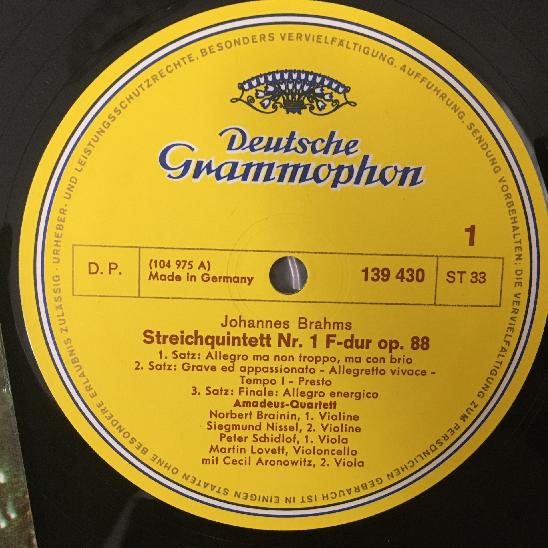 URHEBER- UND LEISTUNGSSCHUTZRECHTE, BESONDERS VERVIELFÄLTIGUNG, AUFFÜHRUNG, SENDUNG VORBEHALTEN; DIE VERVIELFÄLTIGUNG ZUM PERSÖNLICHEN GEBRAUCH IST IN EINIGEN STAATEN OHNE BESONDERE ERLAUBNIS ZULÄSSIG ·
Deutsche
Grammophon
1
D. P. (104 975 A) 139 430 ST 33
Made in Germany
Johannes Brahms
Streichquintett Nr. 1 F-dur op. 88
1. Satz: Allegro ma non troppo, ma con brio
2. Satz: Grave ed appassionato - Allegretto vivace -
Tempo I - Presto
3. Satz: Finale: Allegro energico
Amadeus-Quartett
Norbert Brainin, 1. Violine
Siegmund Nissel, 2. Violine
Peter Schidlof, 1. Viola
Martin Lovett, Violoncello
mit Cecil Aronowitz, 2. Viola